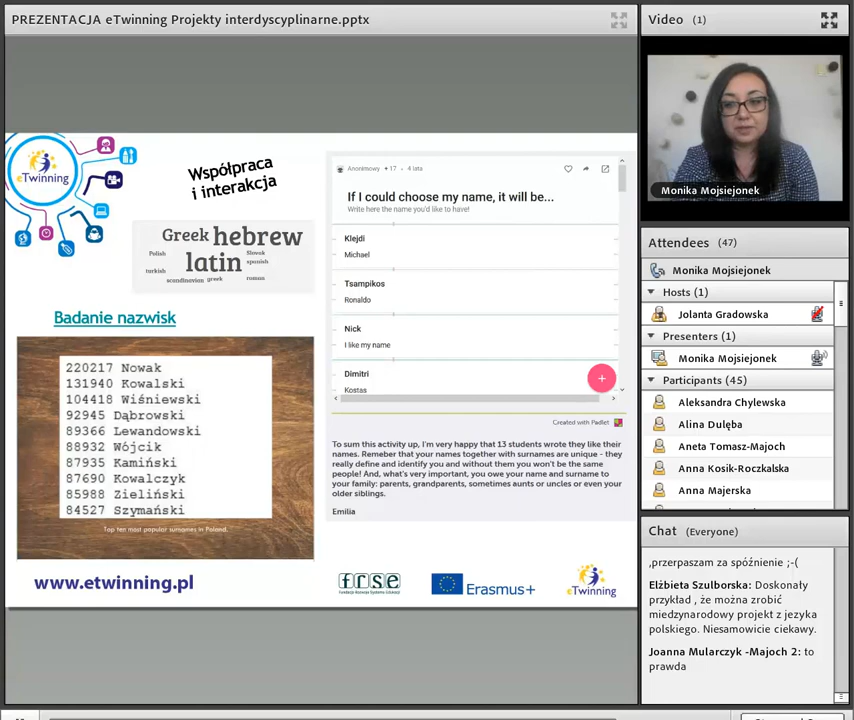 PREZENTACJA eTwinning Projekty interdyscyplinarne.pptx
eTwinning
Współpraca
i interakcja
Greek hebrew
latin
Polish
turkish
scandinavian
greek
Slovak
spanish
roman
Badanie nazwisk
220217 Nowak
131940 Kowalski
104418 Wiśniewski
92945 Dąbrowski
89366 Lewandowski
88932 Wójcik
87935 Kamiński
87690 Kowalczyk
85988 Zieliński
84527 Szymański
Top ten most popular surnames in Poland.
Anonimowy • 17 • 4 lata
If I could choose my name, it will be...
Write here the name you'd like to have!
Klejdi
Michael
Tsampikos
Ronaldo
Nick
I like my name
Dimitri
Kostas
Created with Padlet
To sum this activity up, I'm very happy that 13 students wrote they like their
names. Remeber that your names together with surnames are unique - they
really define and identify you and without them you won't be the same
people! And, what's very important, you owe your name and surname to
your family: parents, grandparents, sometimes aunts or uncles or even your
older siblings.
Emilia
www.etwinning.pl
frse
Fundacja Rozwoju Systemu Edukacji
Erasmus+
eTwinning
Video (1)
Monika Mojsiejonek
Attendees (47)
Monika Mojsiejonek
Hosts (1)
Jolanta Gradowska
Presenters (1)
Monika Mojsiejonek
Participants (45)
Aleksandra Chylewska
Alina Dulęba
Aneta Tomasz-Majoch
Anna Kosik-Roczkalska
Anna Majerska
Chat (Everyone)
,przerpaszam za spóźnienie ;-(
Elżbieta Szulborska: Doskonały
przykład , że można zrobić
miedzynarodowy projekt z jezyka
polskiego. Niesamowicie ciekawy.
Joanna Mularczyk -Majoch 2: to
prawda